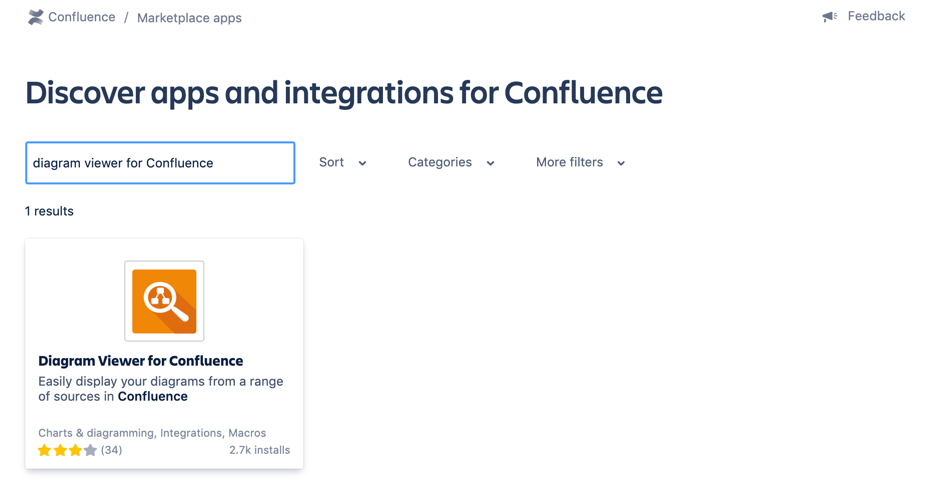 Confluence / Marketplace apps
Feedback
Discover apps and integrations for Confluence
diagram viewer for Confluence
Sort
Categories
More filters
1 results
Diagram Viewer for Confluence
Easily display your diagrams from a range
of sources in Confluence
Charts & diagramming, Integrations, Macros
(34)
2.7k installs